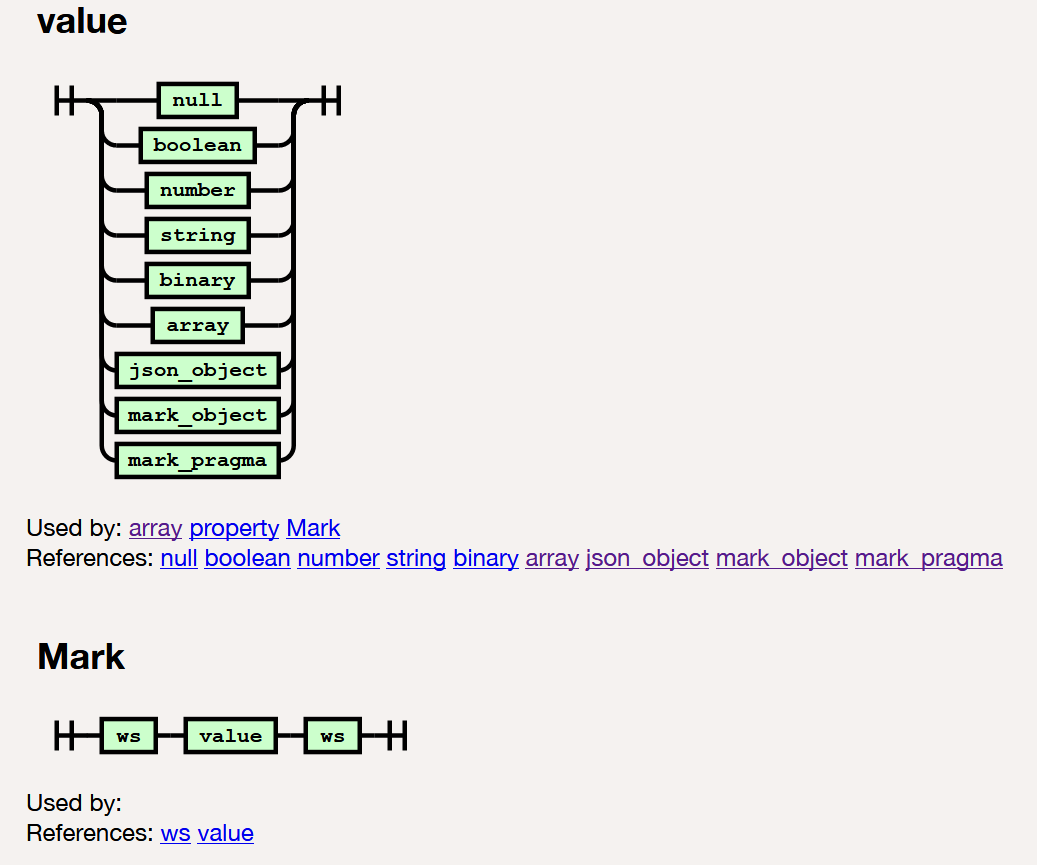 value
null
boolean
number
string
binary
array
json_object
mark_object
mark_pragma
Used by: array property Mark
References: null boolean number string binary array json_object mark_object mark_pragma
Mark
ws value ws
Used by:
References: ws value